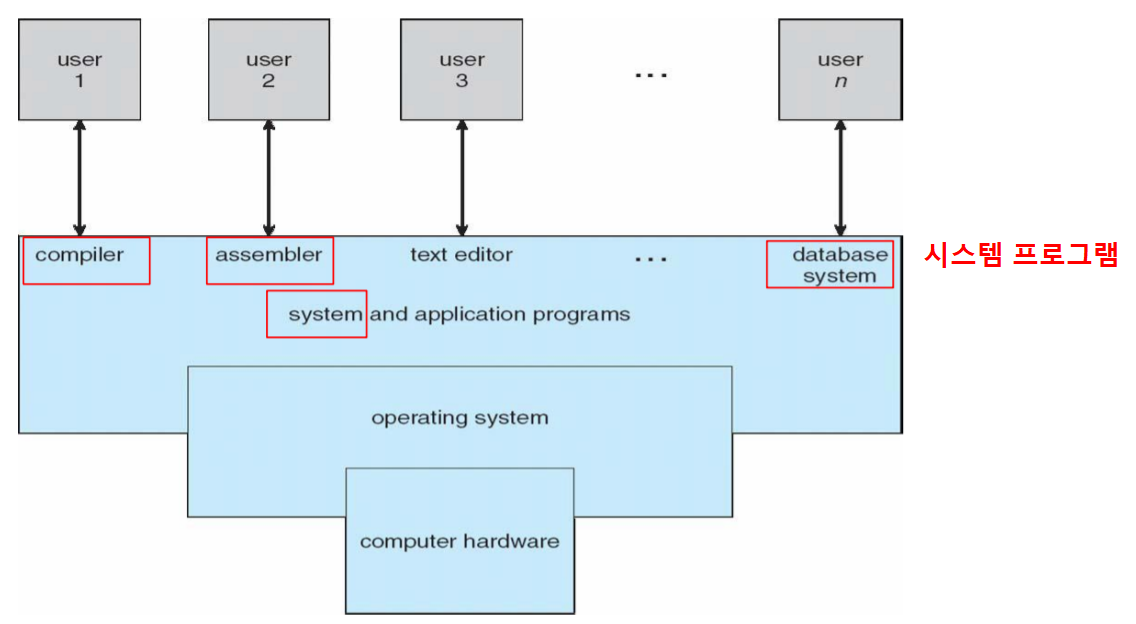 user
1
user
2
user
3
...
user
n
compiler
assembler
text editor
...
database
system
시스템 프로그램
system and application programs
operating system
computer hardware